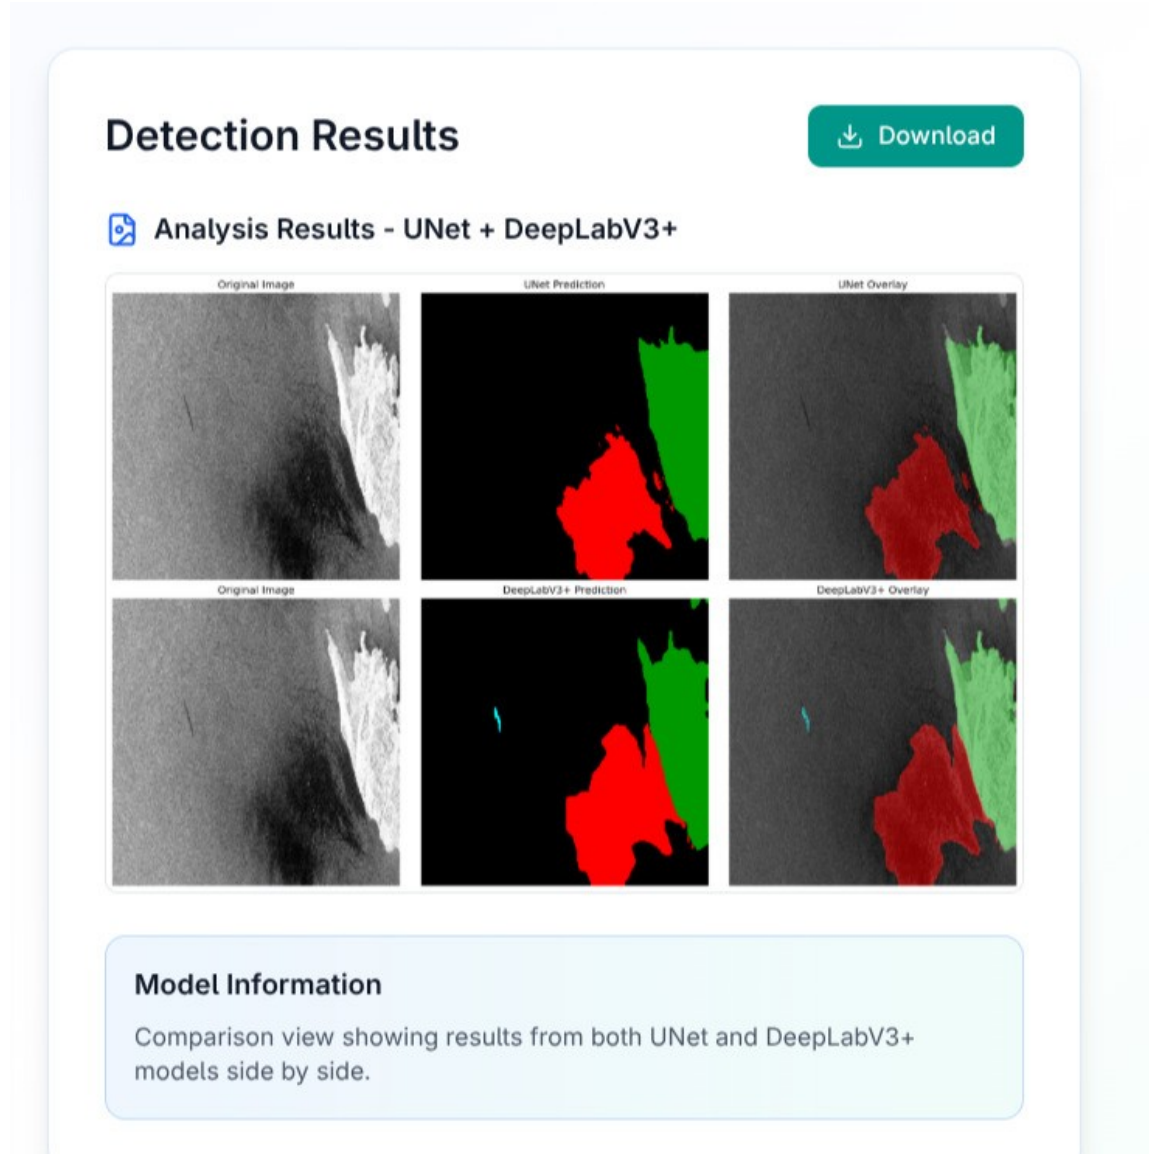 Detection Results
Download
Analysis Results - UNet + DeepLabV3+
Original Image
UNet Prediction
UNet Overlay
Original Image
DeepLabV3+ Prediction
DeepLabV3+ Overlay
Model Information
Comparison view showing results from both UNet and DeepLabV3+
models side by side.